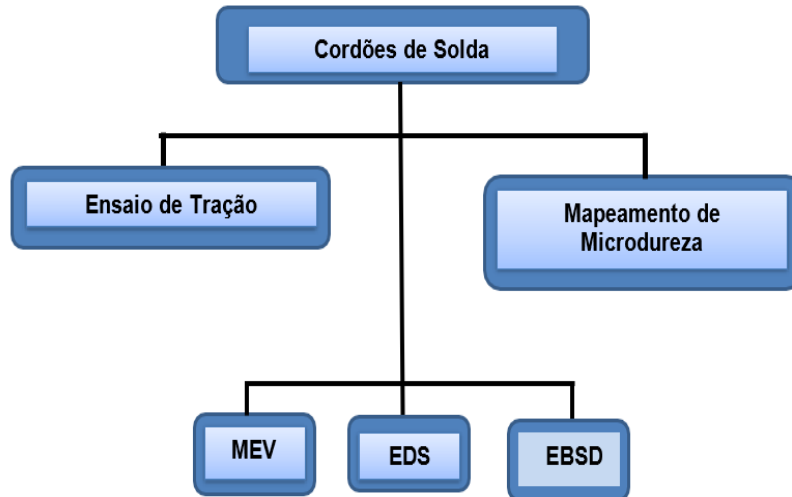 Cordões de Solda
Ensaio de Tração
Mapeamento de
Microdureza
MEV
EDS
EBSD